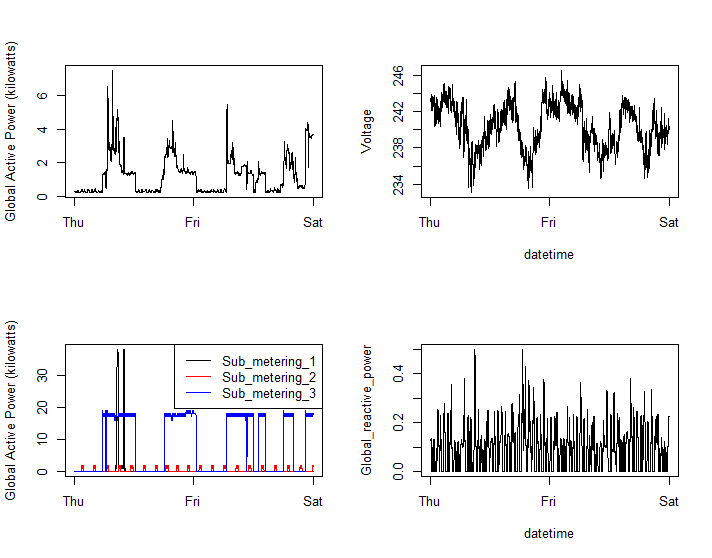 Global Active Power (kilowatts)
6
4
2
0
Thu
Fri
Sat
Voltage
246
242
238
234
Thu
Fri
Sat
datetime
Global Active Power (kilowatts)
30
20
10
0
Sub_metering_1
Sub_metering_2
Sub_metering_3
Thu
Fri
Sat
Global_reactive_power
0.4
0.2
0.0
Thu
Fri
Sat
datetime